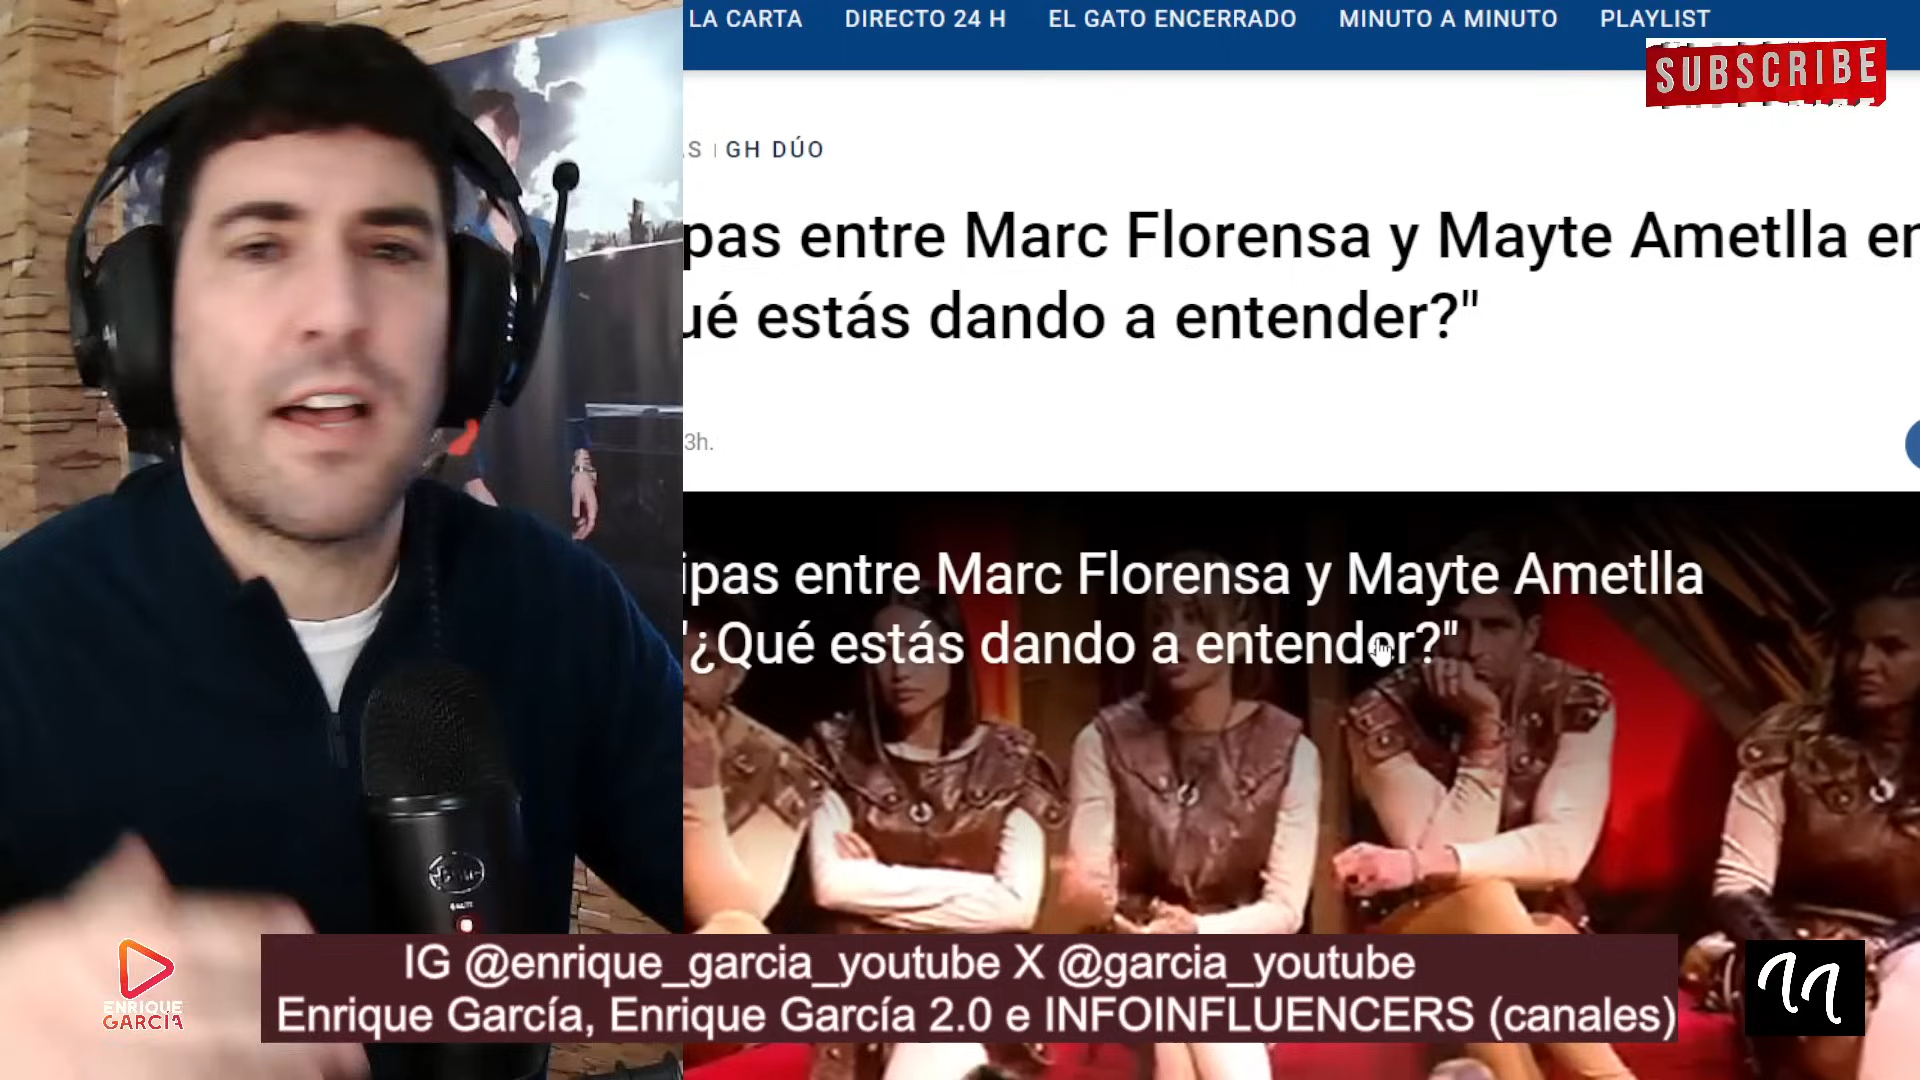 LA CARTA DIRECTO 24 H EL GATO ENCERRADO MINUTO A MINUTO PLAYLIST
SUBSCRIBE
AS | GH DÚO
pas entre Marc Florensa y Mayte Ametlla en
ué estás dando a entender?"
3h.
ipas entre Marc Florensa y Mayte Ametlla
"¿Qué estás dando a entender?"
IG @enrique_garcia_youtube X @garcia_youtube
Enrique García, Enrique García 2.0 e INFOINFLUENCERS (canales)
ENRIQUE
GARCÍA